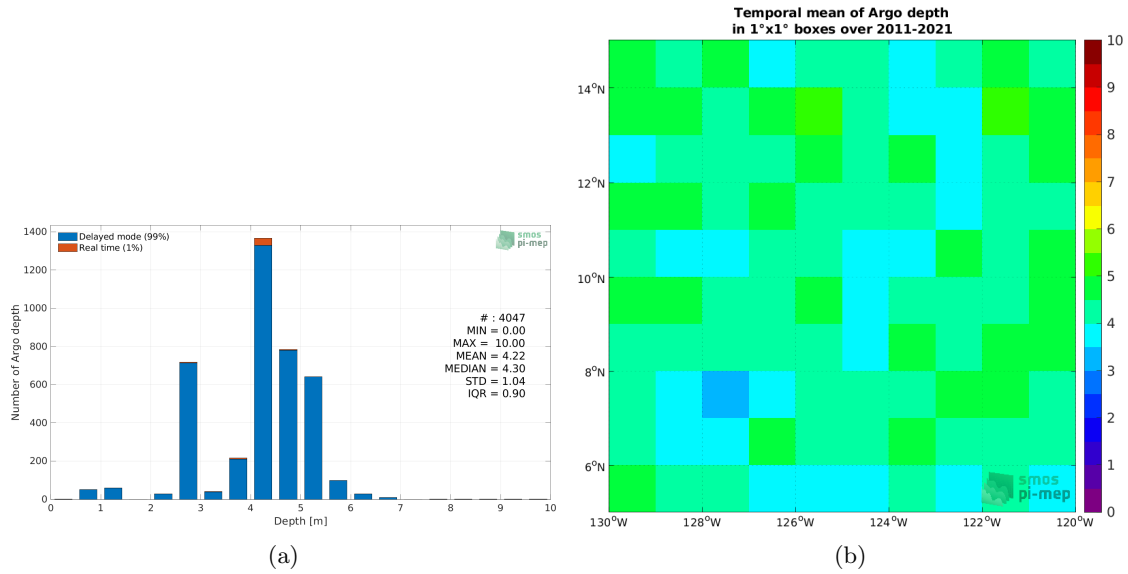 Delayed mode (99%)
Real time (1%)
smos
pi-mep
Number of Argo depth
1400
1200
1000
800
600
400
200
0
# : 4047
MIN = 0.00
MAX = 10.00
MEAN = 4.22
MEDIAN = 4.30
STD = 1.04
IQR = 0.90
0 1 2 3 4 5 6 7 8 9 10
Depth [m]
(a)
Temporal mean of Argo depth
in 1°x1° boxes over 2011-2021
14°N
12°N
10°N
8°N
6°N
130°W 128°W 126°W 124°W 122°W 120°W
smos
pi-mep
10
9
8
7
6
5
4
3
2
1
0
(b)